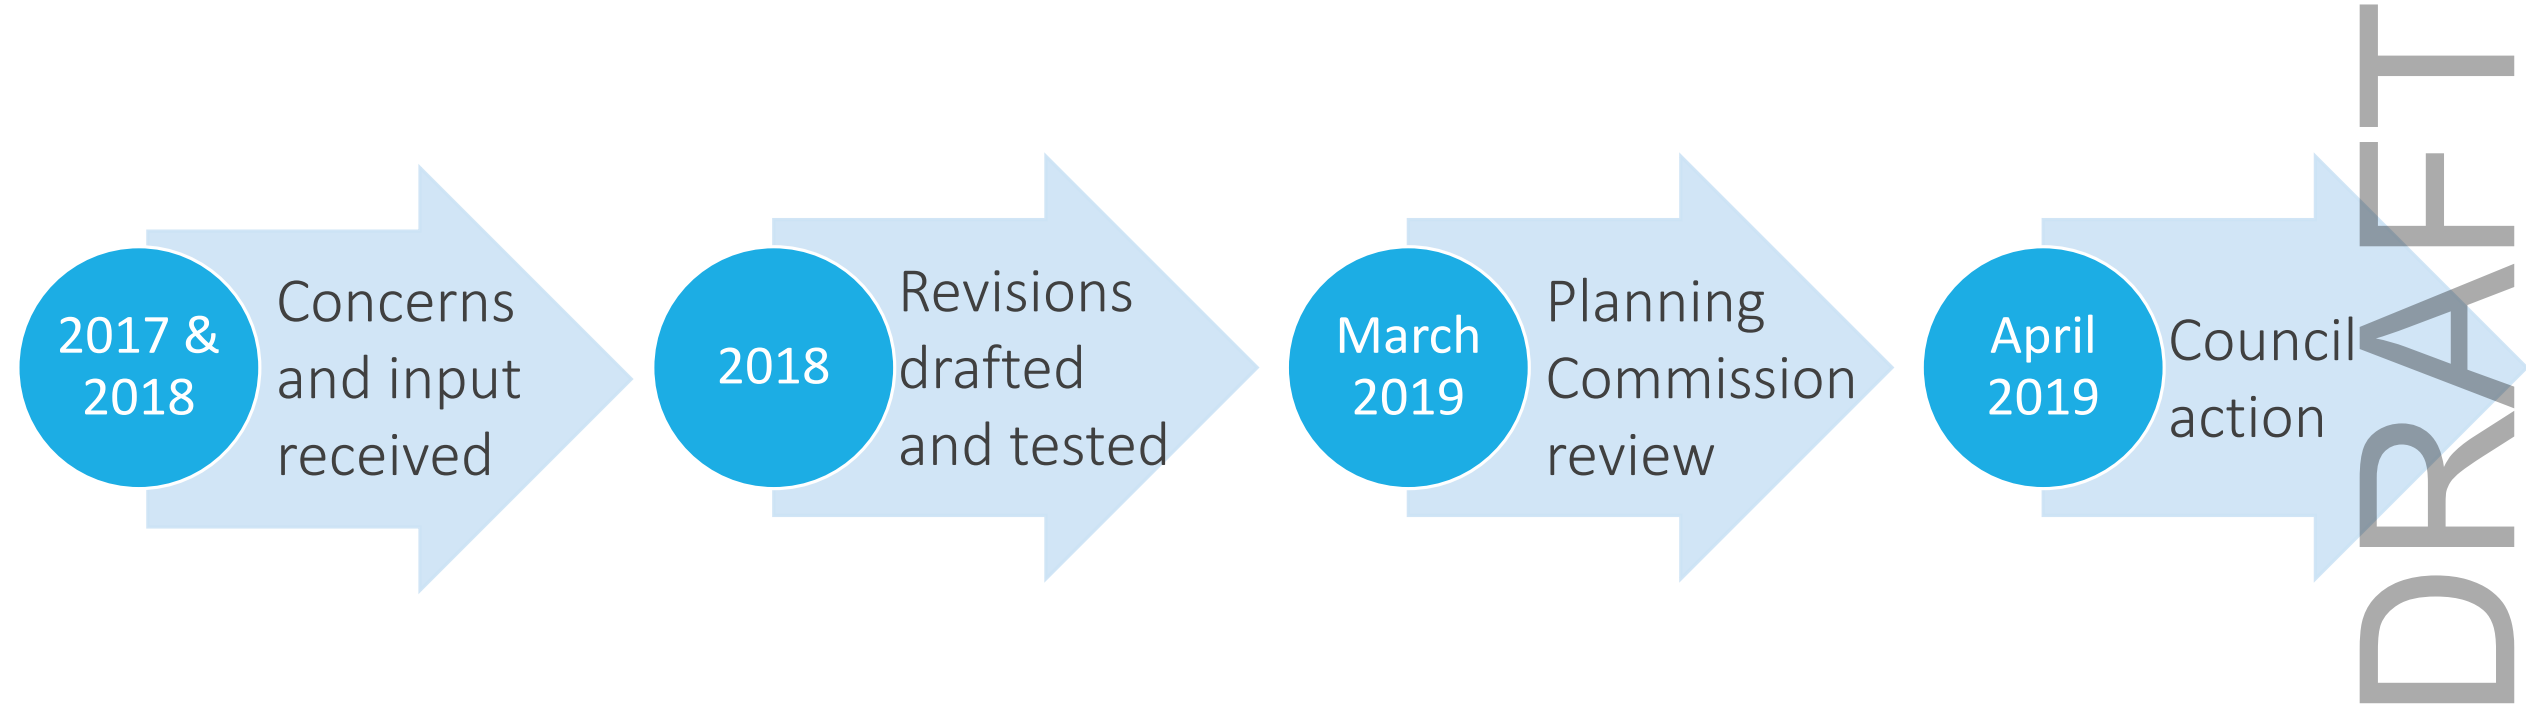 2017 &
2018
Concerns
and input
received
2018
Revisions
drafted
and tested
March
2019
Planning
Commission
review
April
2019
Council
action
DRAFT